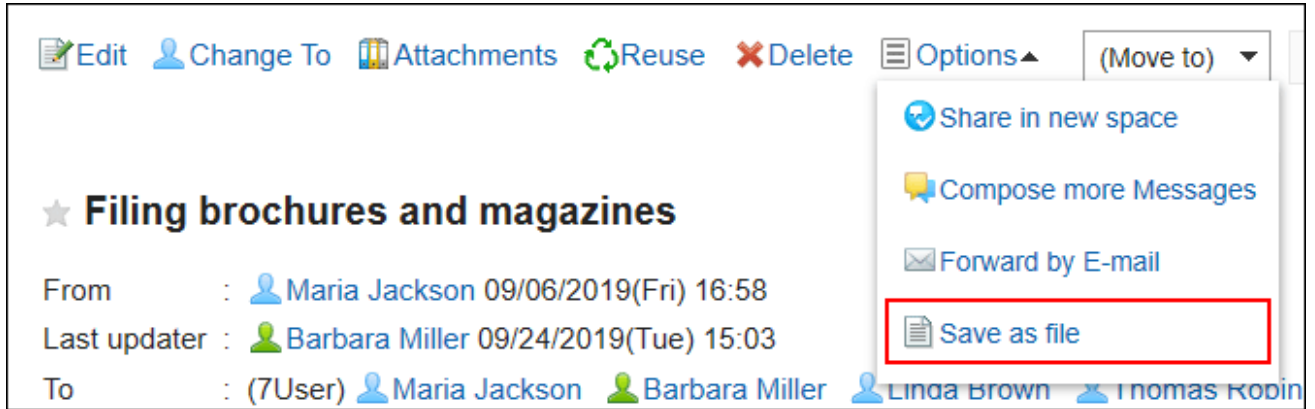 Edit Change To Attachments Reuse Delete Options▲ (Move to) ▼
Share in new space
Compose more Messages
Forward by E-mail
Save as file
Filing brochures and magazines
From : Maria Jackson 09/06/2019(Fri) 16:58
Last updater : Barbara Miller 09/24/2019(Tue) 15:03
To : (7User) Maria Jackson Barbara Miller Linda Brown Thomas Robin